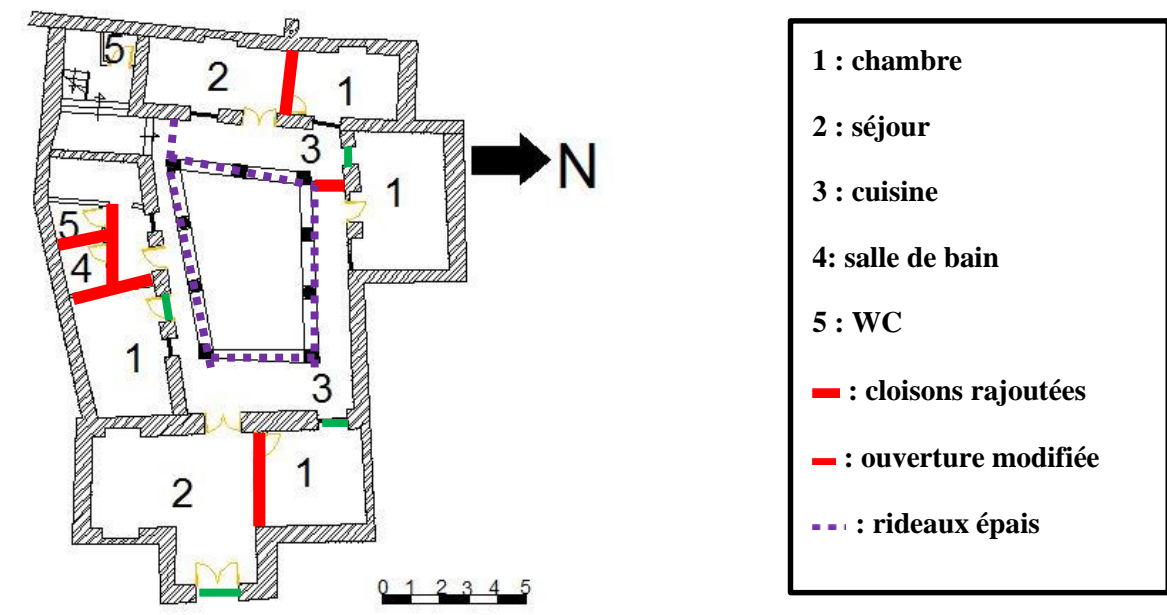 5
2
1
3
N
1
5
4
1
3
2
1
0 1 2 3 4 5
1 : chambre
2 : séjour
3 : cuisine
4: salle de bain
5 : WC
: cloisons rajoutées
: ouverture modifiée
: rideaux épais